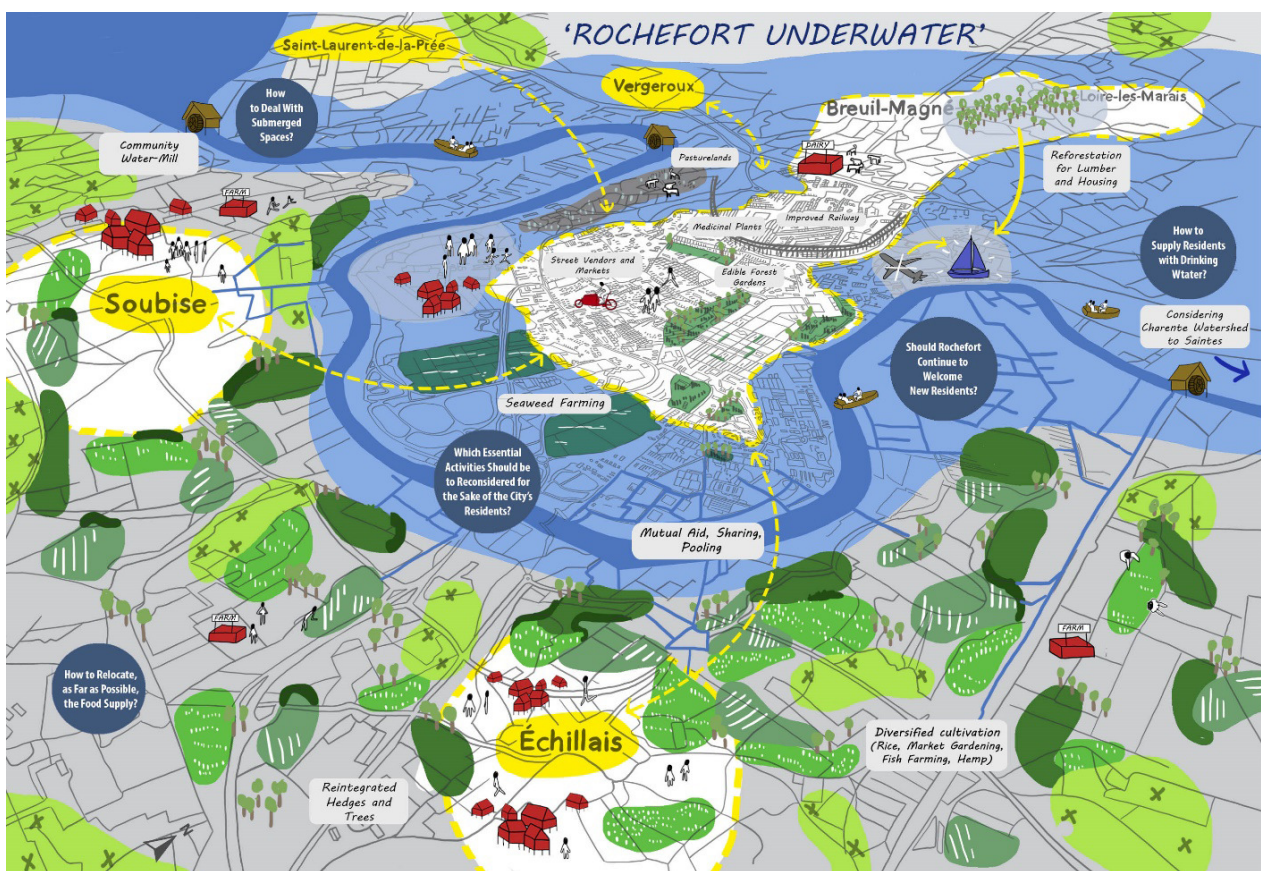 'ROCHEFORT UNDERWATER'
Saint-Laurent-de-la-Prée
Vergeroux
Breuil-Magné
Loire-les-Marais
How
to Deal With
Submerged
Spaces?
Community
Water-Mill
Pasturelands
DAIRY
Reforestation
for Lumber
and Housing
FARM
Medicinal Plants
Improved Railway
How to
Supply Residents
with Drinking
Wtater?
Street Vendors and
Markets
Edible Forest
Gardens
Soubise
Considering
Charente Watershed
to Saintes
Should Rochefort
Continue to
Welcome
New Residents?
Seaweed Farming
Which Essential
Activities Should be
to Reconsidered for
the Sake of the City's
Residents?
Mutual Aid, Sharing,
Pooling
FARM
FARM
How to Relocate,
as Far as Possible,
the Food Supply?
Échillais
Diversified cultivation
(Rice, Market Gardening,
Fish Farming, Hemp)
Reintegrated
Hedges and
Trees
N